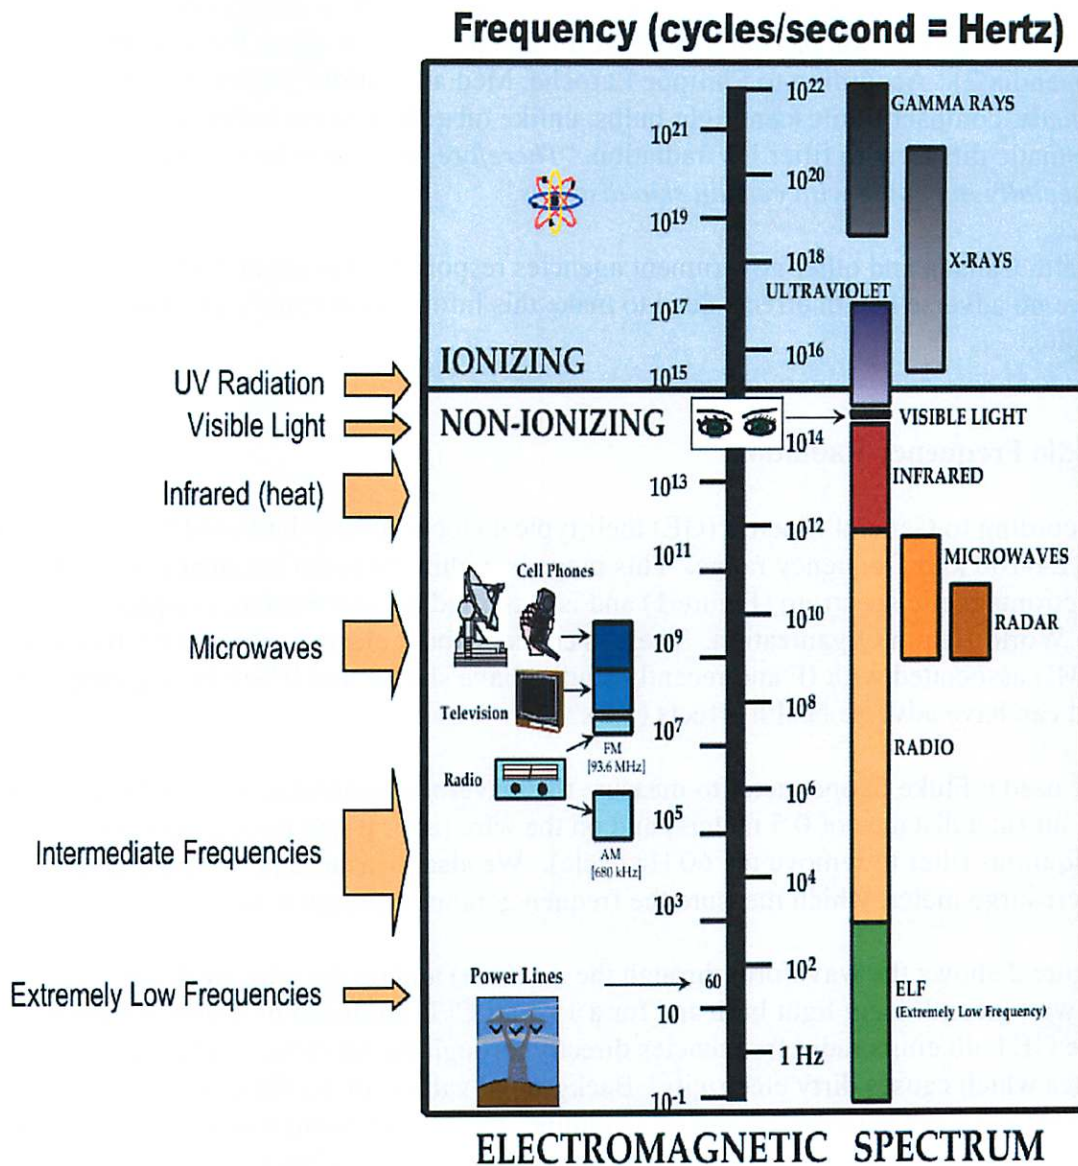 Frequency (cycles/second = Hertz)
10²²
GAMMA RAYS
10²¹
10²⁰
10¹⁹
10¹⁸
X-RAYS
ULTRAVIOLET
10¹⁷
10¹⁶
IONIZING
10¹⁵
UV Radiation
NON-IONIZING
VISIBLE LIGHT
Visible Light
10¹⁴
INFRARED
10¹³
Infrared (heat)
10¹²
10¹¹
MICROWAVES
Cell Phones
10¹⁰
RADAR
10⁹
Microwaves
10⁸
Television
10⁷
RADIO
FM
[93.6 MHz]
Radio
10⁶
10⁵
Intermediate Frequencies
AM
[680 kHz]
10⁴
10³
10²
Power Lines
60
ELF
Extremely Low Frequencies
(Extremely Low Frequency)
10
1 Hz
10⁻¹
ELECTROMAGNETIC SPECTRUM